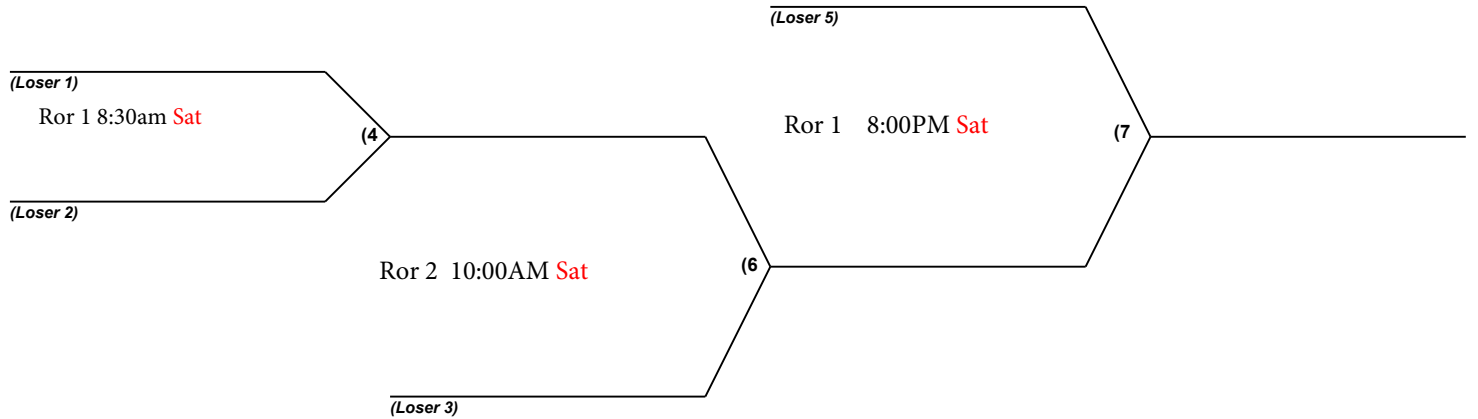 (Loser 5)
(Loser 1)
Ror 1 8:30am Sat
Ror 1 8:00PM Sat
(4
(7
(Loser 2)
Ror 2 10:00AM Sat
(6
(Loser 3)